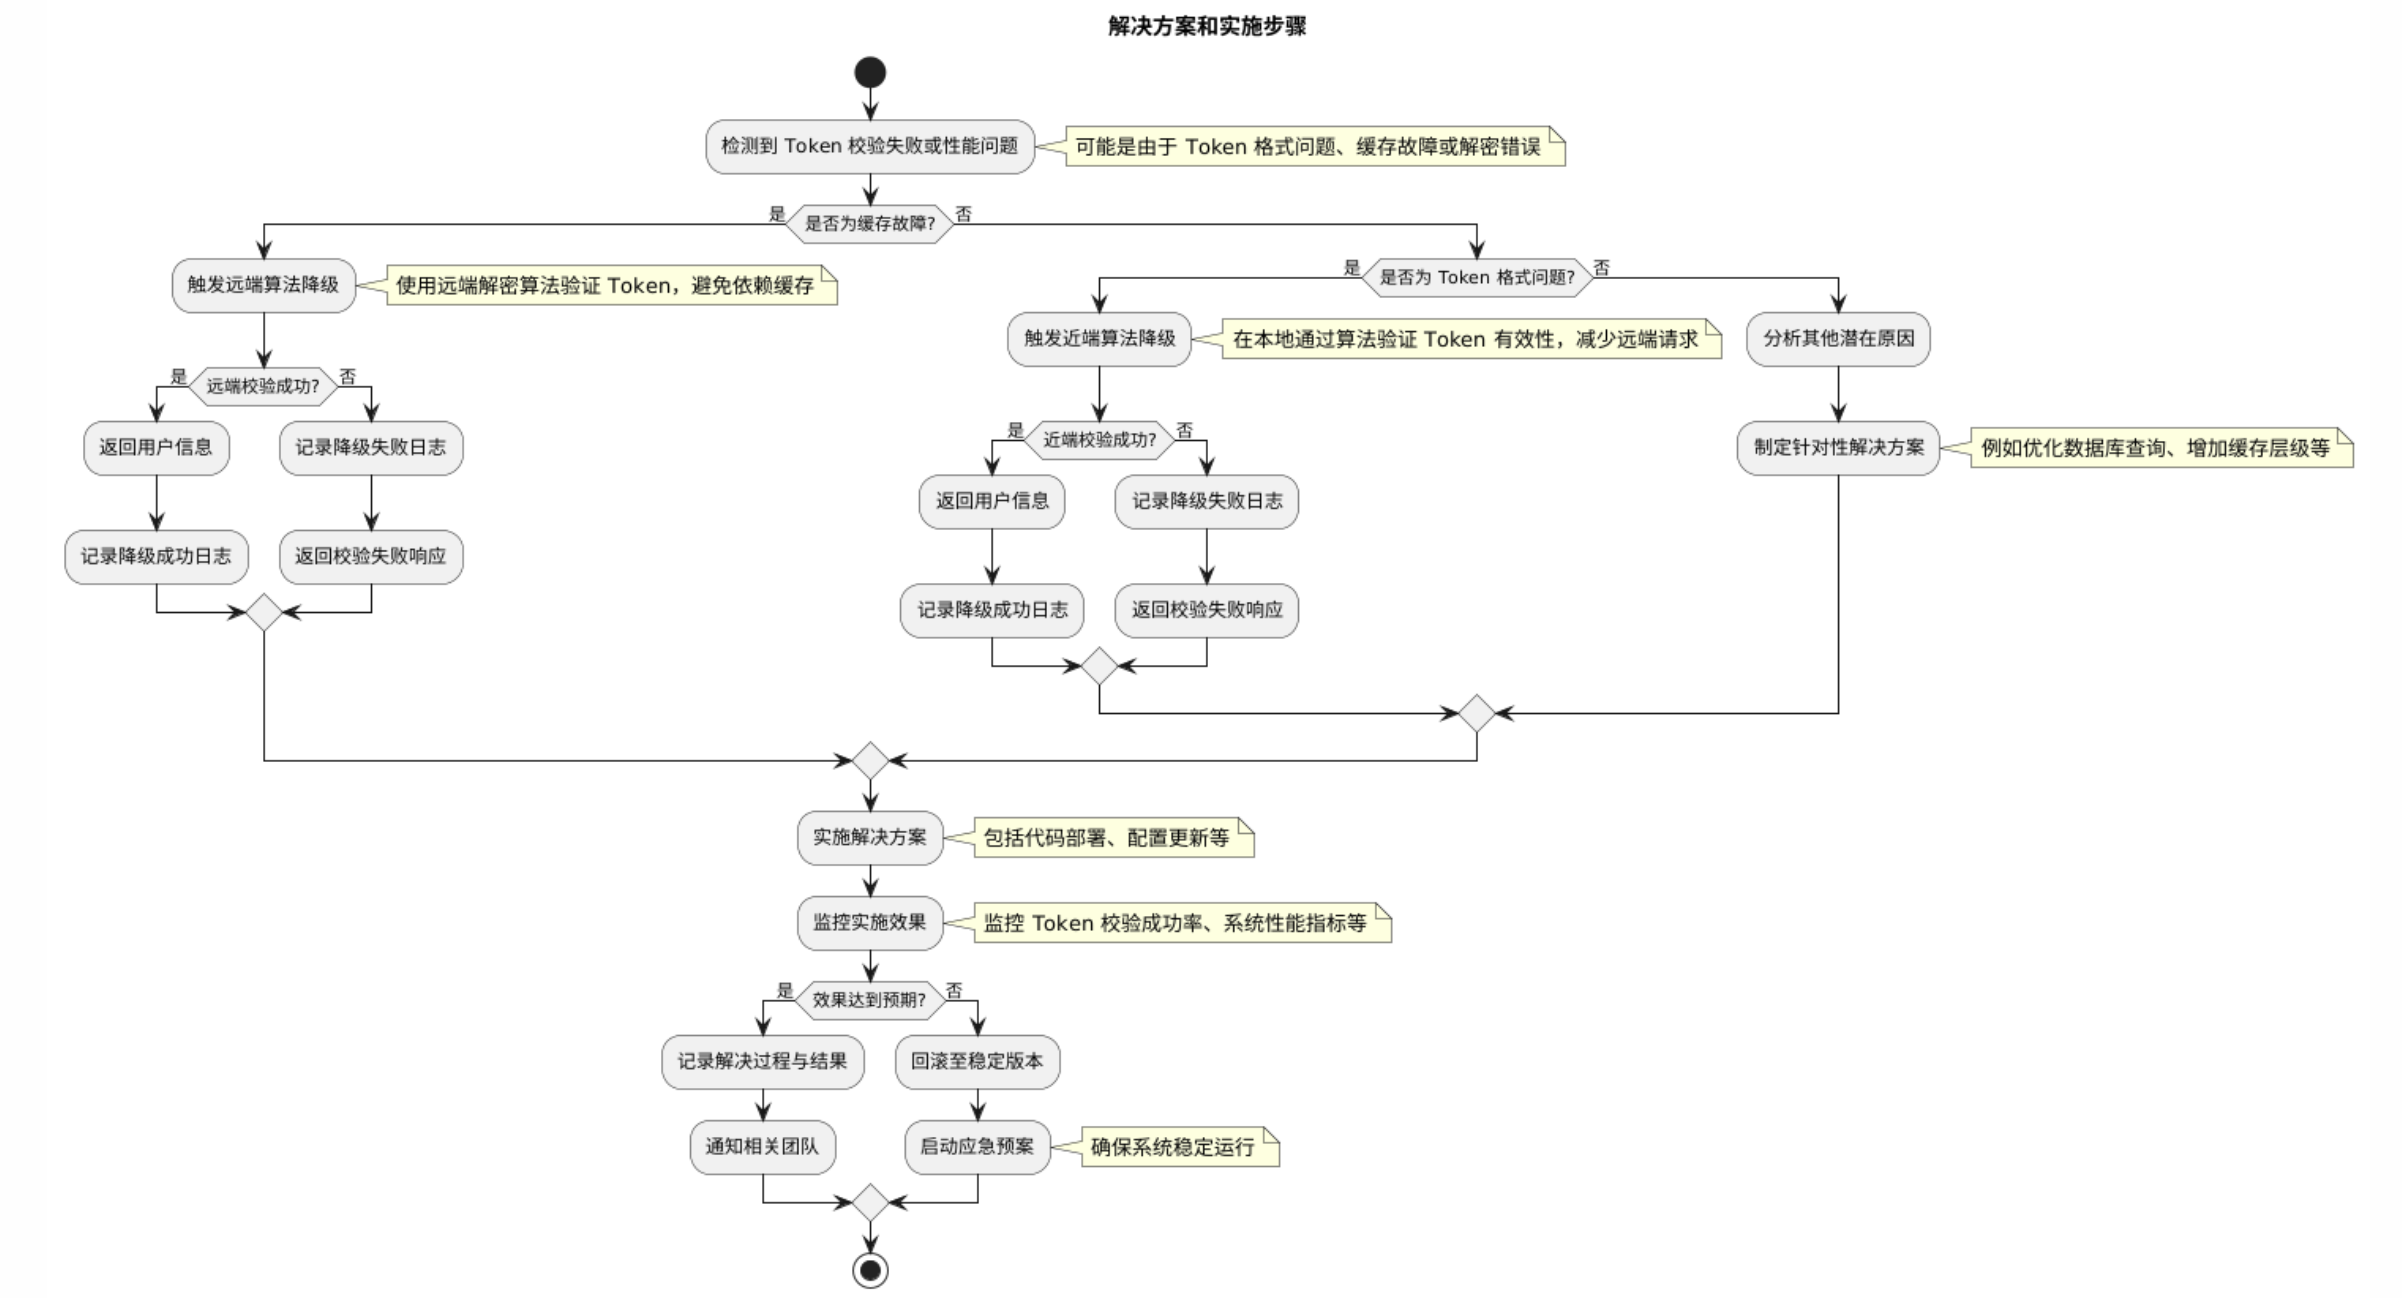 解决方案和实施步骤
检测到 Token 校验失败或性能问题
可能是由于 Token 格式问题、缓存故障或解密错误
是
是否为缓存故障?
否
触发远端算法降级
使用远端解密算法验证 Token，避免依赖缓存
是
是否为 Token 格式问题?
否
触发近端算法降级
在本地通过算法验证 Token 有效性，减少远端请求
分析其他潜在原因
是
远端校验成功?
否
返回用户信息
记录降级失败日志
是
近端校验成功?
否
制定针对性解决方案
例如优化数据库查询、增加缓存层级等
返回用户信息
记录降级失败日志
记录降级成功日志
返回校验失败响应
记录降级成功日志
返回校验失败响应
实施解决方案
包括代码部署、配置更新等
监控实施效果
监控 Token 校验成功率、系统性能指标等
是
效果达到预期?
否
记录解决过程与结果
回滚至稳定版本
通知相关团队
启动应急预案
确保系统稳定运行